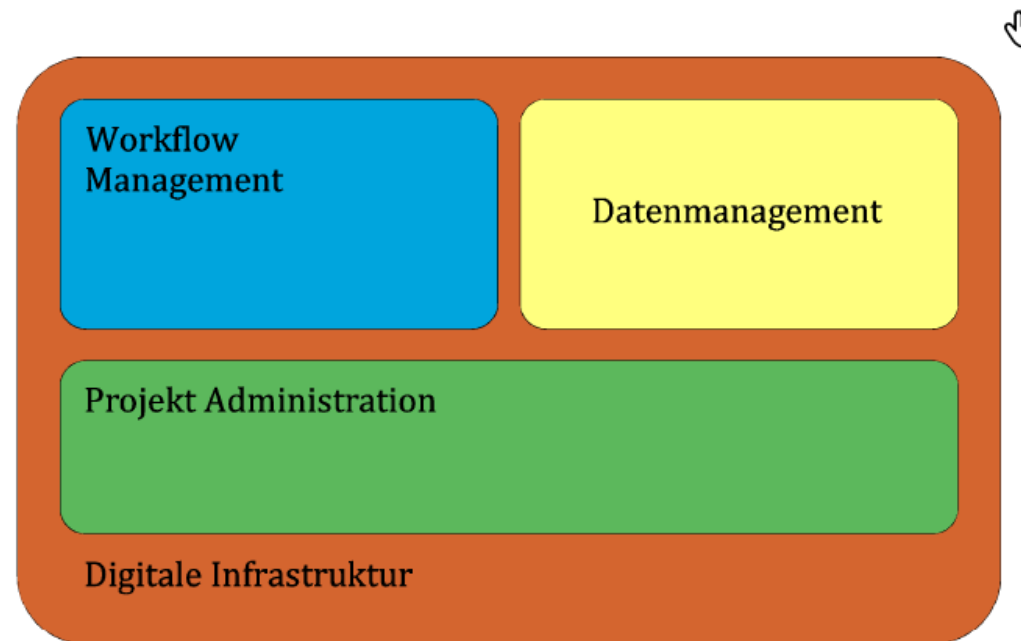 Workflow
Management
Datenmanagement
Projekt Administration
Digitale Infrastruktur